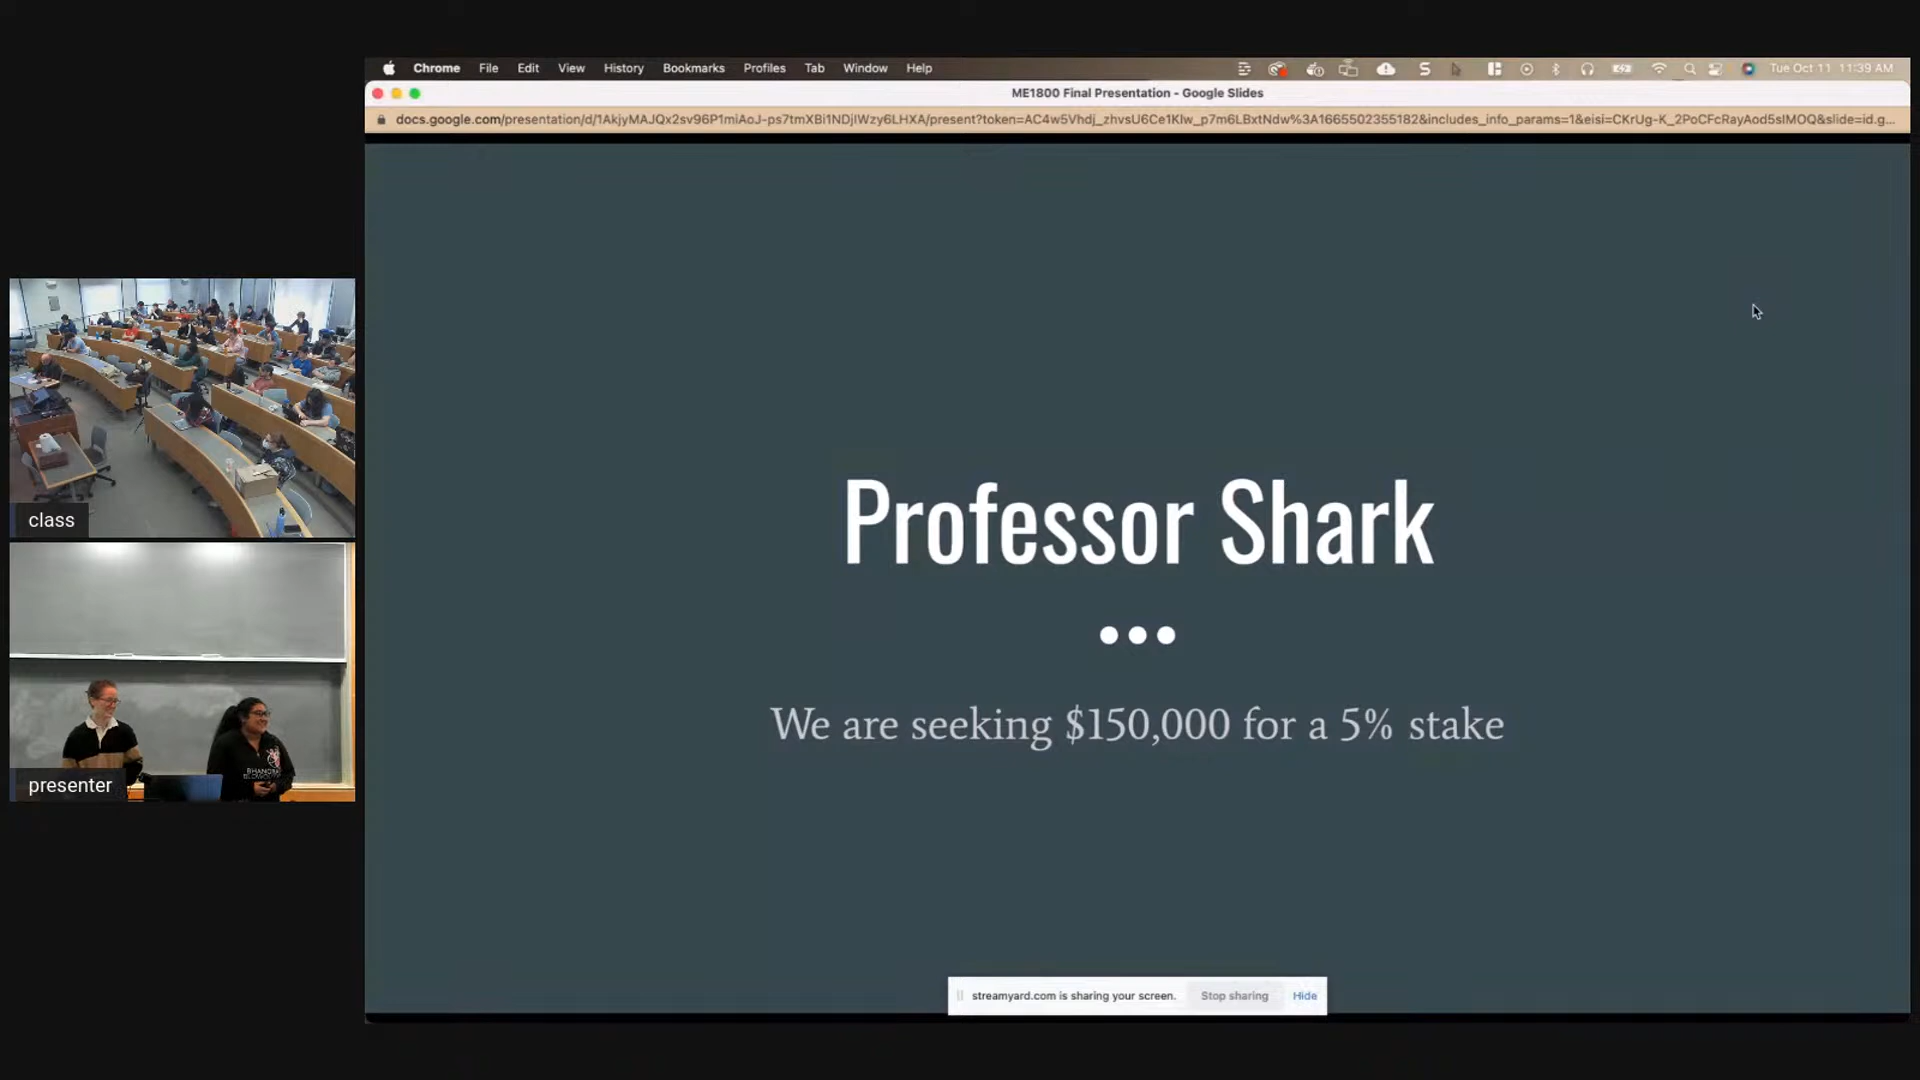 Chrome File Edit View History Bookmarks Profiles Tab Window Help
Tue Oct 11 11:39 AM
ME1800 Final Presentation - Google Slides
docs.google.com/presentation/d/1AkjyMAJQx2sv96P1miAoJ-ps7tmXBi1NDjIWzy6LHXA/present?token=AC4w5Vhdj_zhvsU6Ce1Klw_p7m6LBxtNdw%3A1665502355182&includes_info_params=1&eisi=CKrUg-K_2PoCFcRayAod5sIMOQ&slide=id.g...
Professor Shark
We are seeking $150,000 for a 5% stake
class
presenter
streamyard.com is sharing your screen.
Stop sharing
Hide